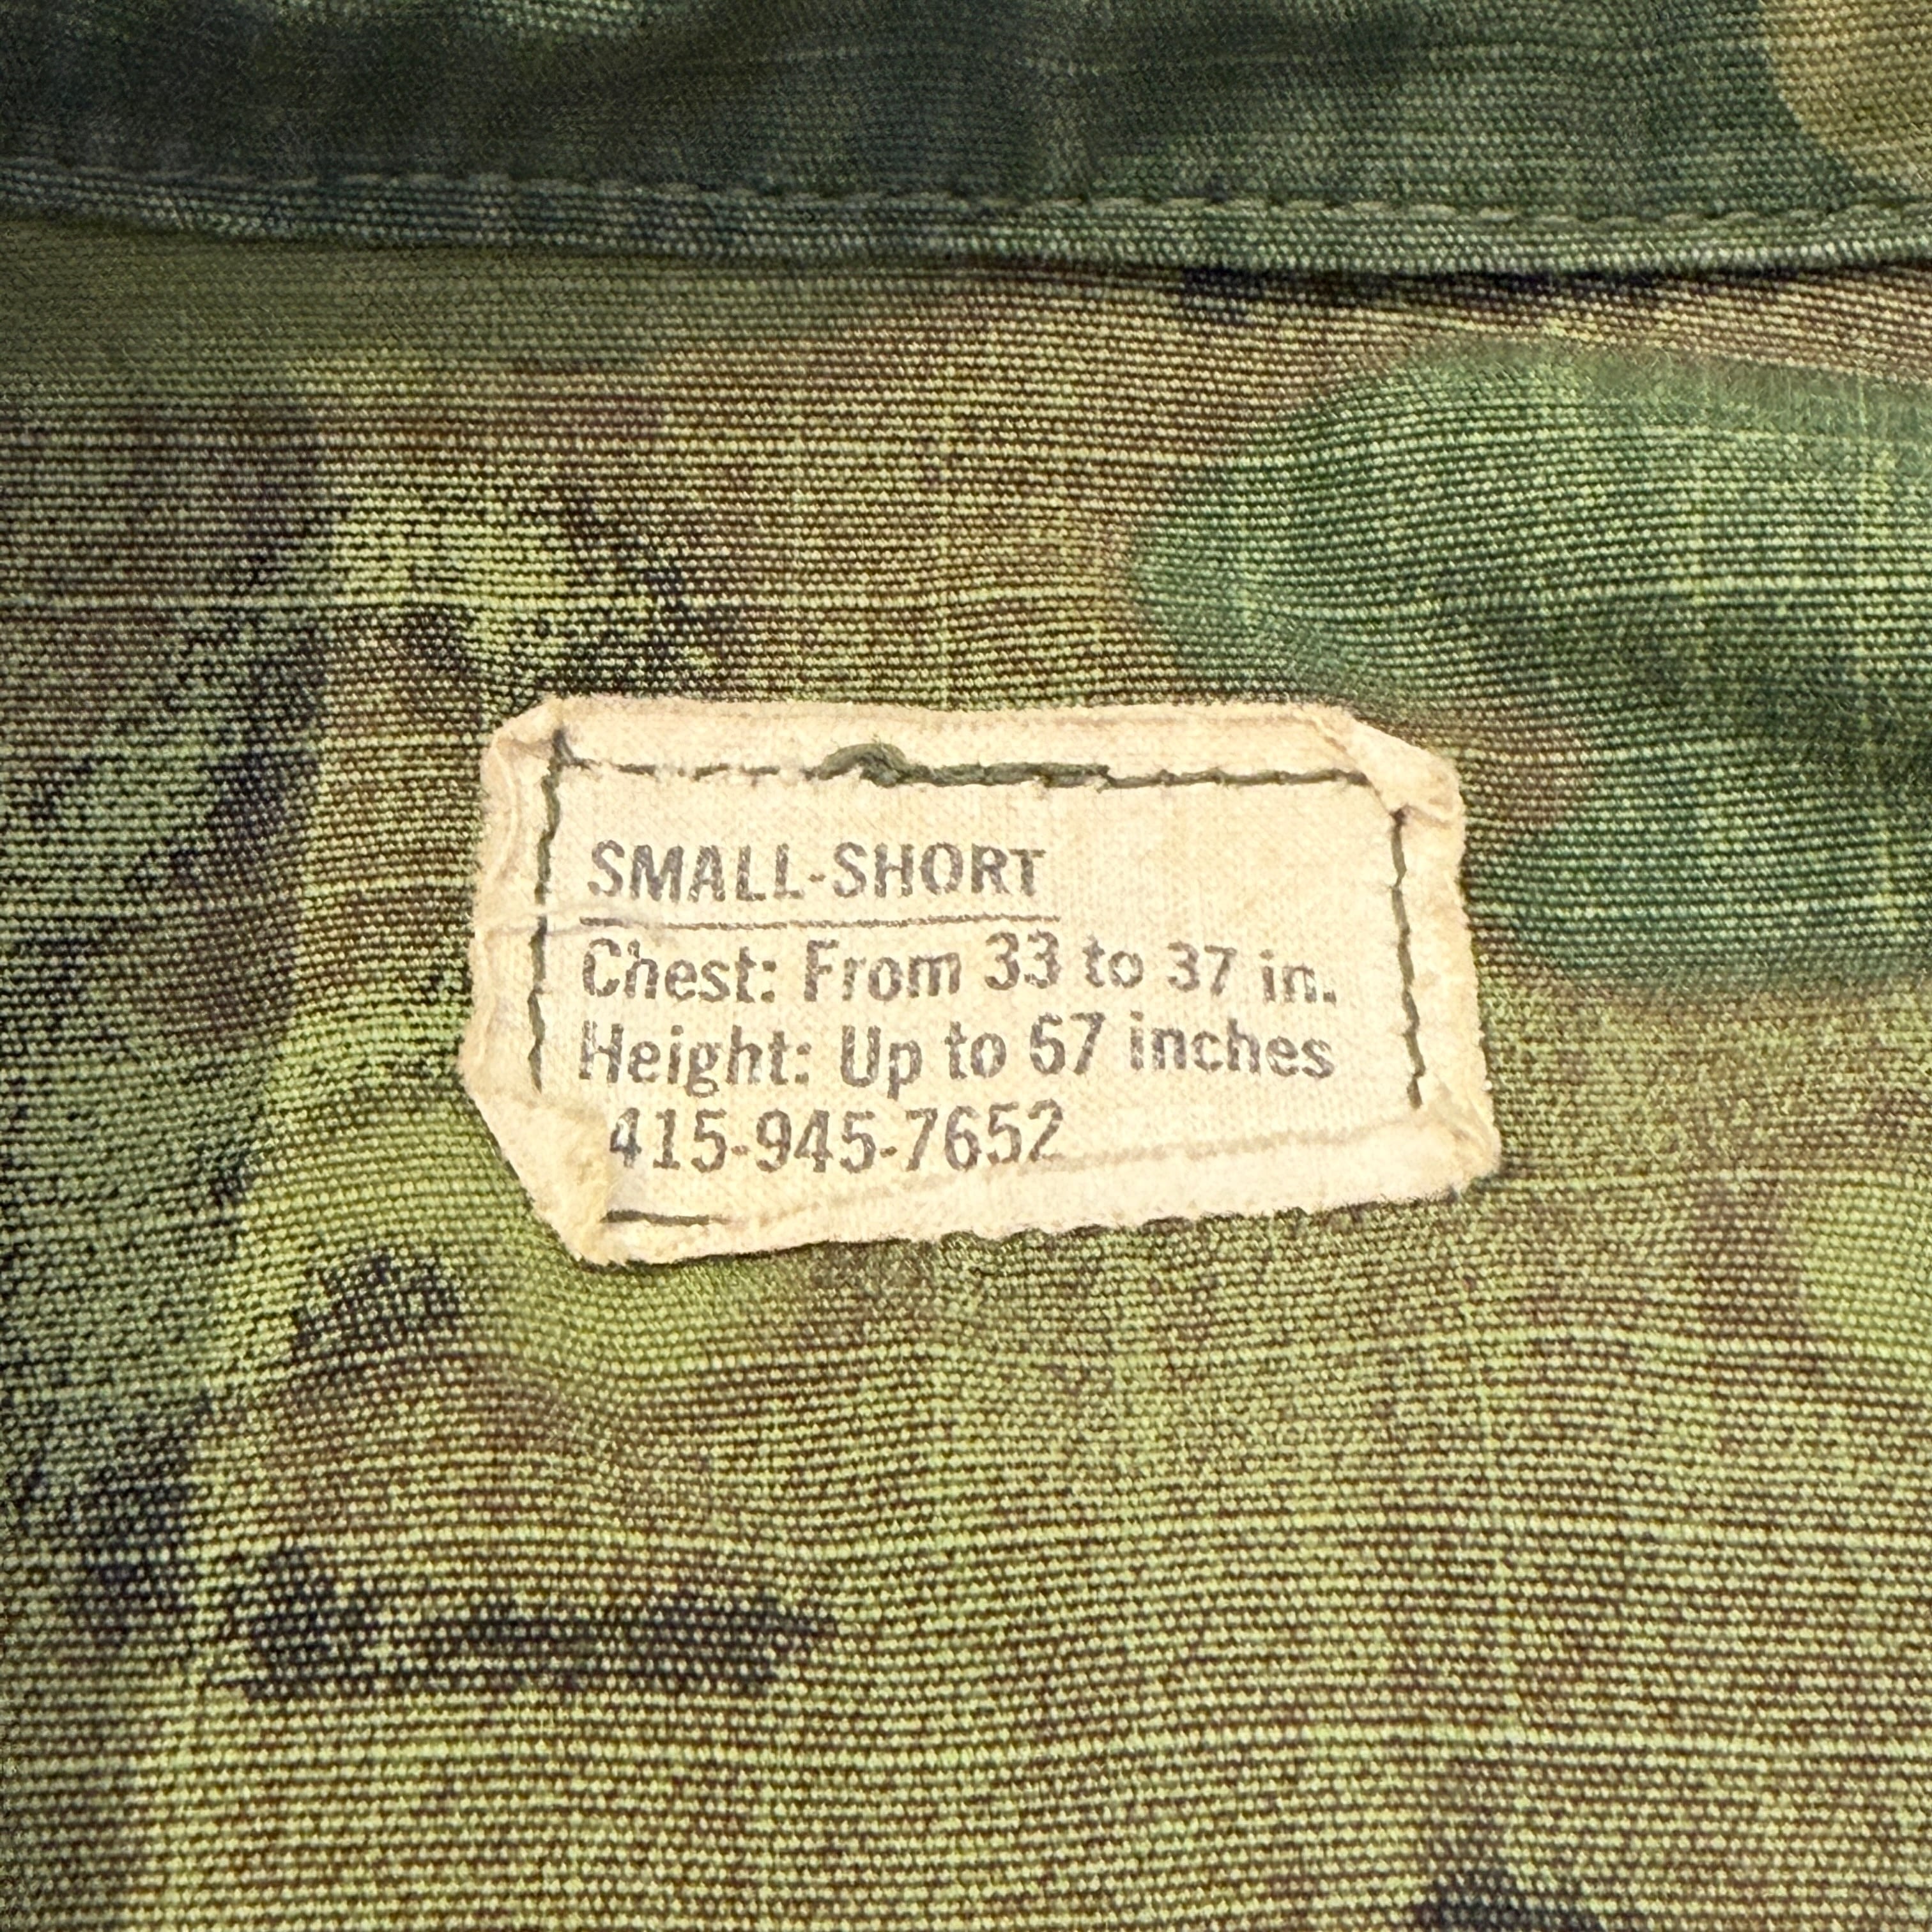 SMALL-SHORT
Chest: From 33 to 37 in.
Height: Up to 67 inches
415-945-7652